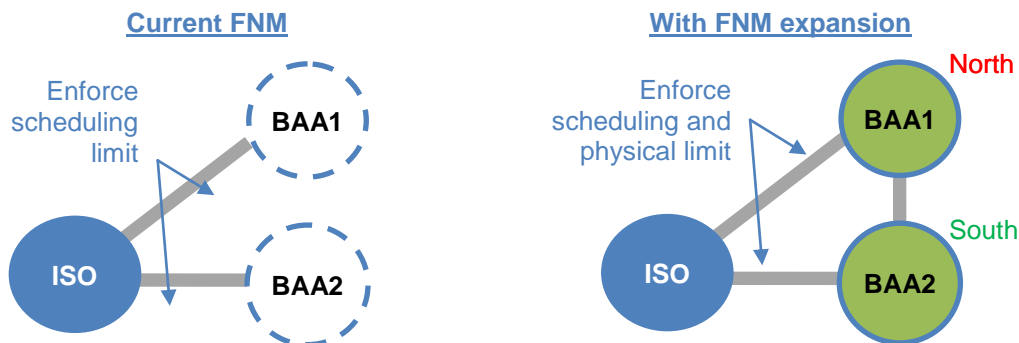 Current FNM
Enforce
scheduling
limit
BAA1
ISO
BAA2
With FNM expansion
North
Enforce
scheduling and
physical limit
BAA1
South
ISO
BAA2